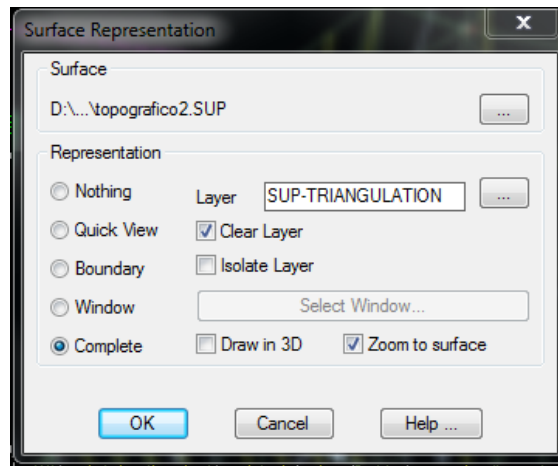 Surface Representation
x
Surface
D:\...\topografico2.SUP
...
Representation
Nothing
Layer
SUP-TRIANGULATION
...
Quick View
Clear Layer
Boundary
Isolate Layer
Window
Select Window...
Complete
Draw in 3D
Zoom to surface
OK
Cancel
Help ...